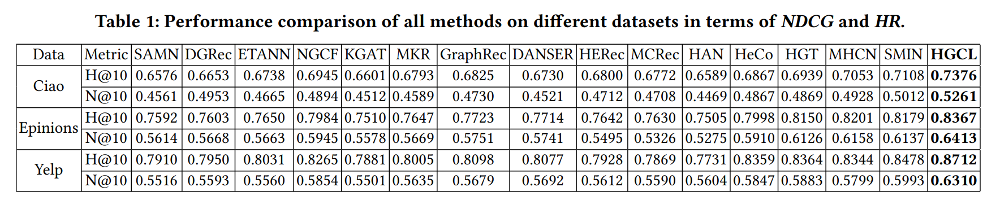 Table 1: Performance comparison of all methods on different datasets in terms of NDCG and HR.
Data Metric SAMN DGRec ETANN NGCF KGAT MKR GraphRec DANSER HERec MCRec HAN HeCo HGT MHCN SMIN HGCL
Ciao H@10 0.6576 0.6653 0.6738 0.6945 0.6601 0.6793 0.6825 0.6730 0.6800 0.6772 0.6589 0.6867 0.6939 0.7053 0.7108 0.7376
N@10 0.4561 0.4953 0.4665 0.4894 0.4512 0.4589 0.4730 0.4521 0.4712 0.4708 0.4469 0.4867 0.4869 0.4928 0.5012 0.5261
Epinions H@10 0.7592 0.7603 0.7650 0.7984 0.7510 0.7647 0.7723 0.7714 0.7642 0.7630 0.7505 0.7998 0.8150 0.8201 0.8179 0.8367
N@10 0.5614 0.5668 0.5663 0.5945 0.5578 0.5669 0.5751 0.5741 0.5495 0.5326 0.5275 0.5910 0.6126 0.6158 0.6137 0.6413
Yelp H@10 0.7910 0.7950 0.8031 0.8265 0.7881 0.8005 0.8098 0.8077 0.7928 0.7869 0.7731 0.8359 0.8364 0.8344 0.8478 0.8712
N@10 0.5516 0.5593 0.5560 0.5854 0.5501 0.5635 0.5679 0.5692 0.5612 0.5590 0.5604 0.5847 0.5883 0.5799 0.5993 0.6310